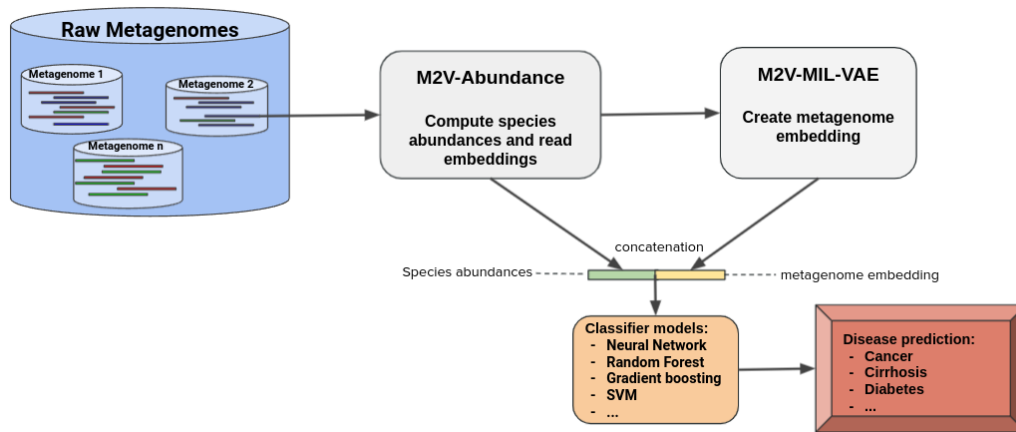 Raw Metagenomes
Metagenome 1
Metagenome 2
Metagenome n
M2V-Abundance
Compute species
abundances and read
embeddings
M2V-MIL-VAE
Create metagenome
embedding
concatenation
Species abundances
metagenome embedding
Classifier models:
- Neural Network
- Random Forest
- Gradient boosting
- SVM
- ...
Disease prediction:
- Cancer
- Cirrhosis
- Diabetes
- ...